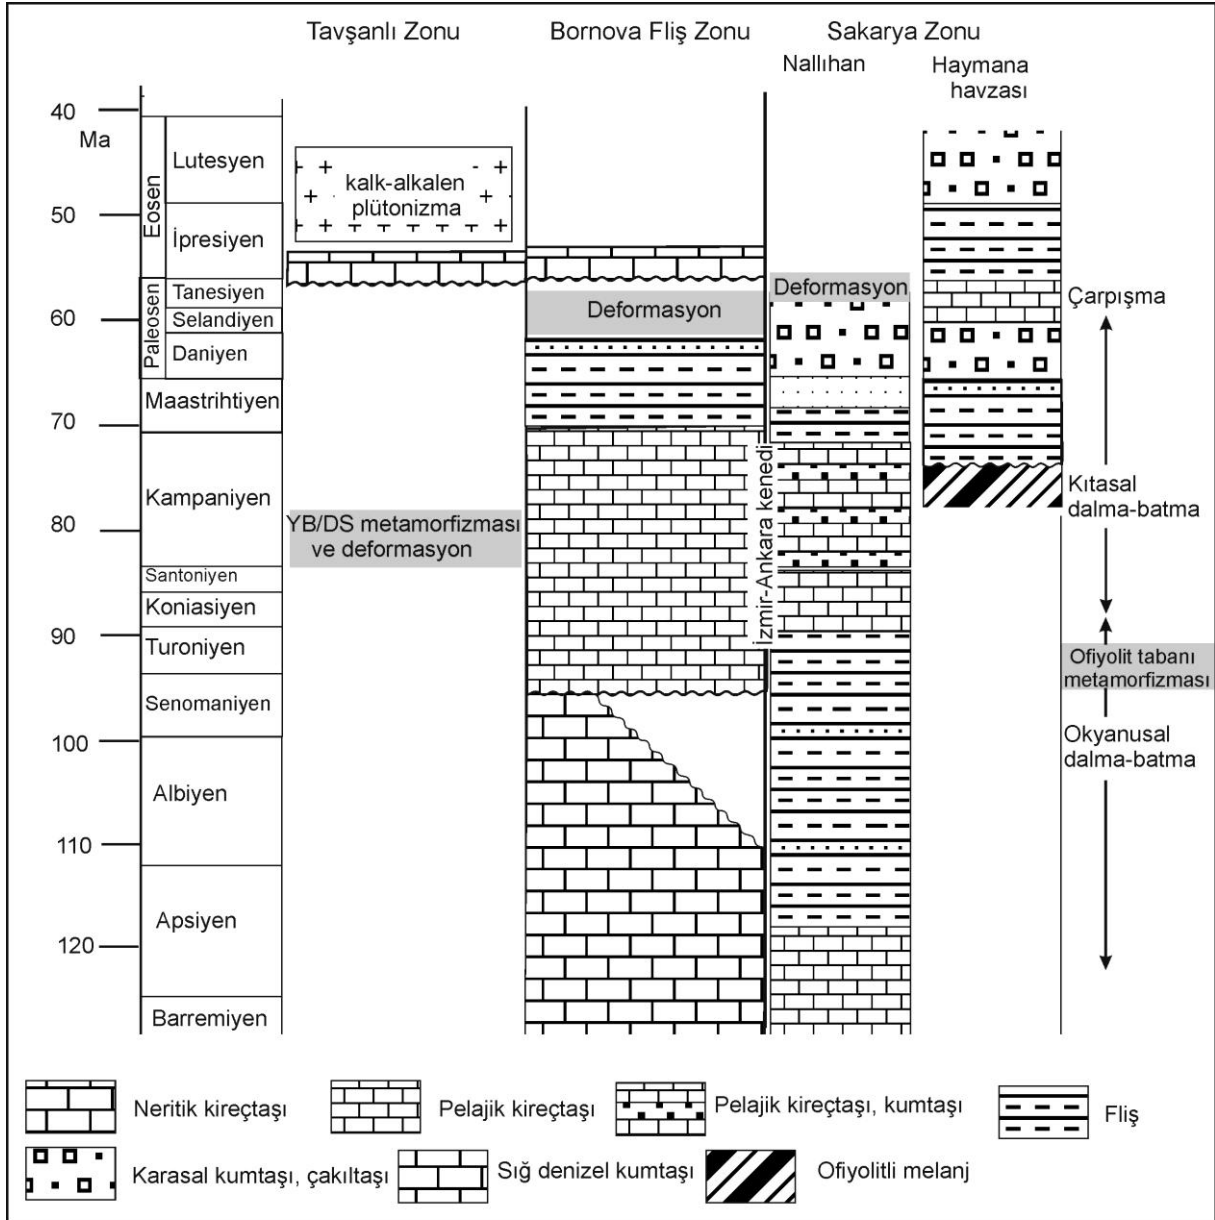 Tavşanlı Zonu
Bornova Fliş Zonu
Sakarya Zonu
Nallıhan
Haymana
havzası
40
Ma
50
60
70
80
90
100
110
120
Eosen
Paleosen
Lutesyen
İpresiyen
Tanesiyen
Selandiyen
Daniyen
Maastrihtiyen
Kampaniyen
Santoniyen
Koniasiyen
Turoniyen
Senomaniyen
Albiyen
Apsiyen
Barremiyen
kalk-alkalen
plütonizma
YB/DS metamorfizması
ve deformasyon
Deformasyon
İzmir-Ankara kenedi
Deformasyon
Çarpışma
Kıtasal
dalma-batma
Ofiyolit tabanı
metamorfizması
Okyanusal
dalma-batma
Neritik kireçtaşı
Pelajik kireçtaşı
Pelajik kireçtaşı, kumtaşı
Fliş
Karasal kumtaşı, çakıltaşı
Sığ denizel kumtaşı
Ofiyolitli melanj